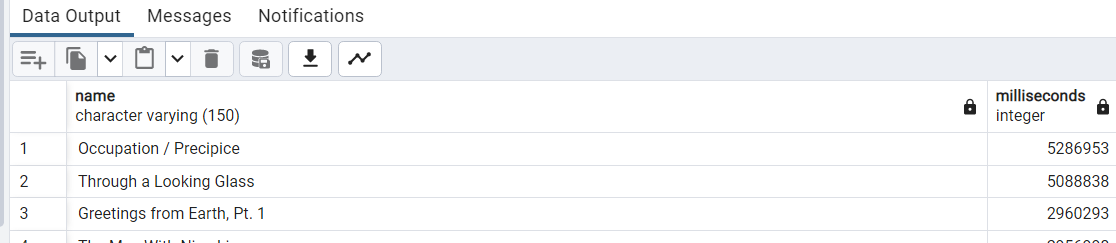 Data Output Messages Notifications
name milliseconds
character varying (150) integer
1 Occupation / Precipice 5286953
2 Through a Looking Glass 5088838
3 Greetings from Earth, Pt. 1 2960293